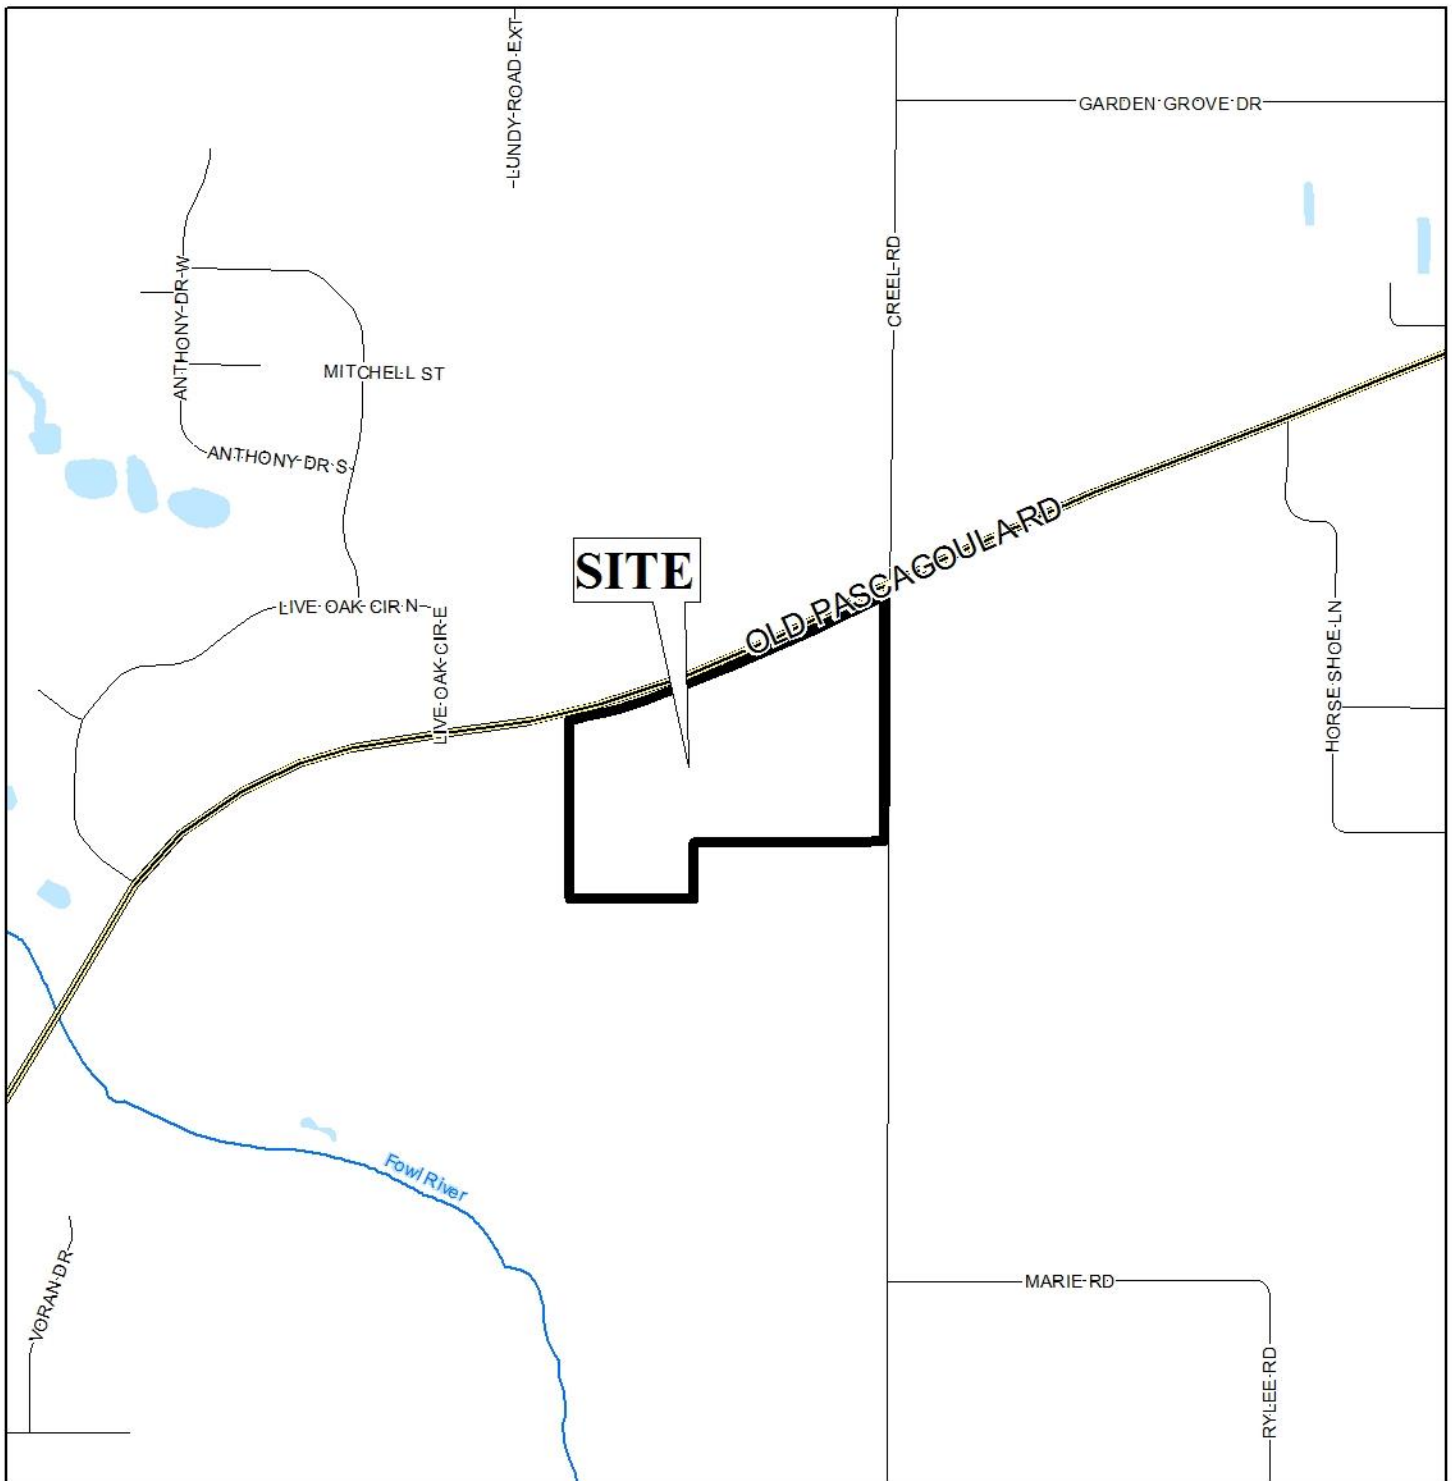 LUNDY ROAD EXT
GARDEN GROVE DR
CREEL RD
ANTHONY DR W
MITCHELL ST
ANTHONY DR S
OLD PASCAGOULA RD
SITE
LIVE OAK CIR N
LIVE OAK CIR E
HORSE SHOE LN
Fowl River
VORAN DR
MARIE RD
RYLEE RD